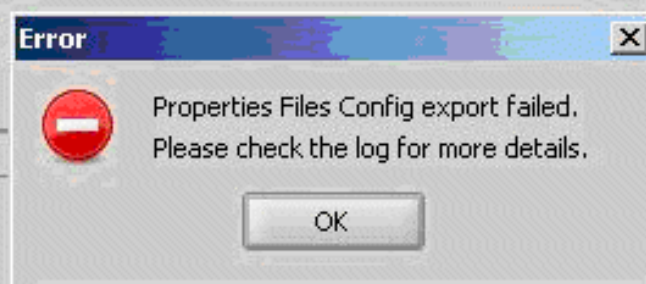 Error
Properties Files Config export failed.
Please check the log for more details.
OK